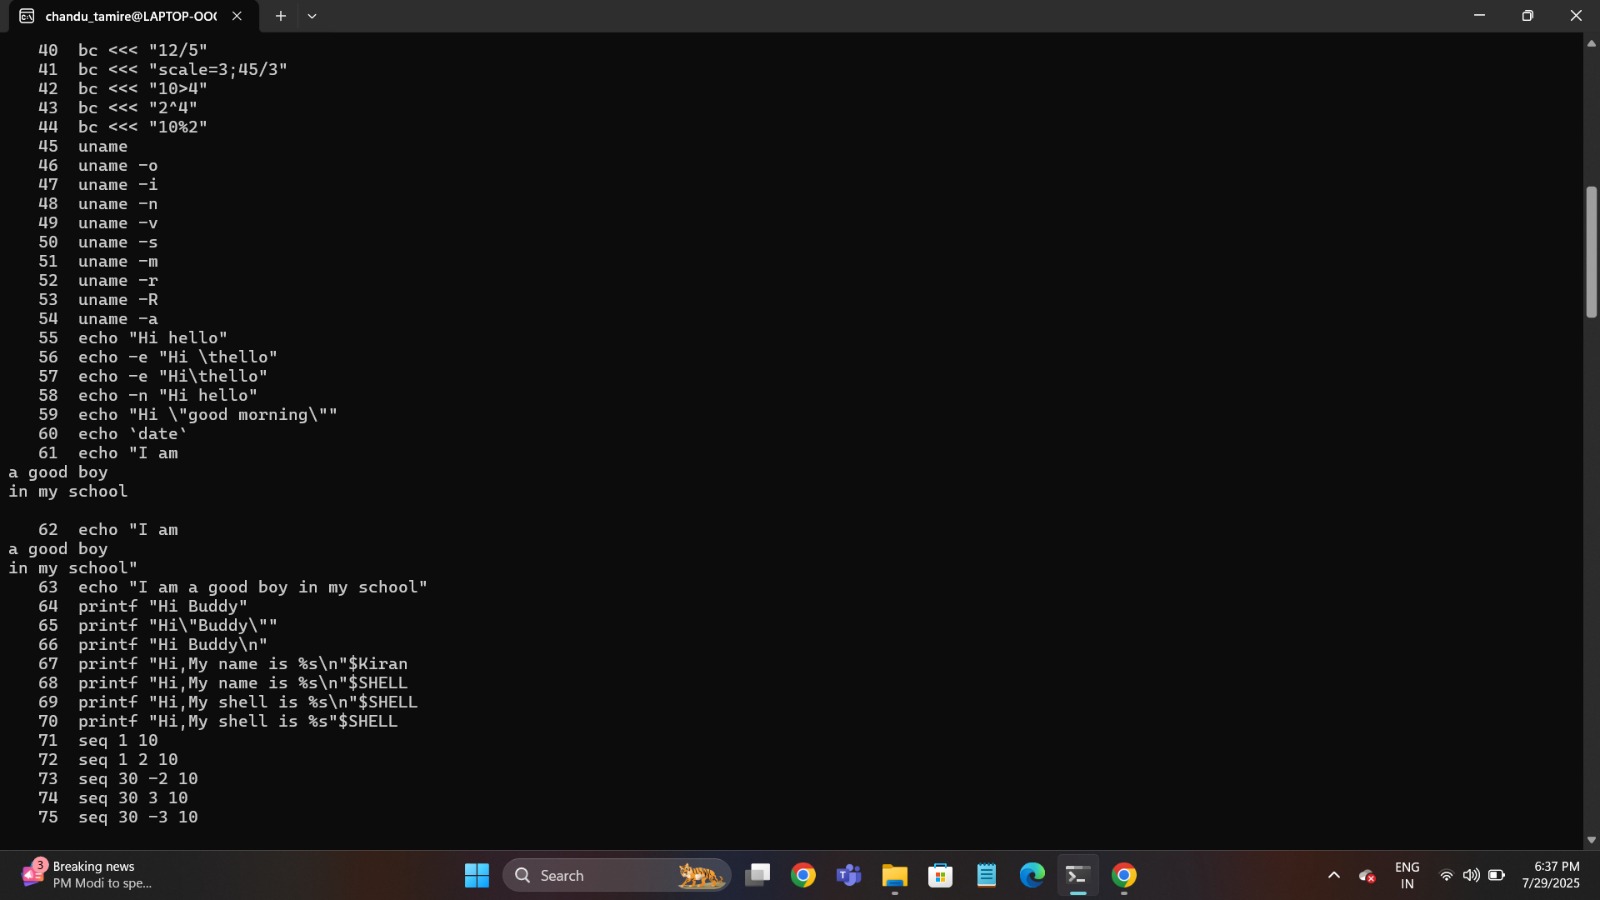 chandu_tamire@LAPTOP-OO
40 bc <<< "12/5"
41 bc <<< "scale=3;45/3"
42 bc <<< "10>4"
43 bc <<< "2^4"
44 bc <<< "10%2"
45 uname
46 uname -o
47 uname -i
48 uname -n
49 uname -v
50 uname -s
51 uname -m
52 uname -r
53 uname -R
54 uname -a
55 echo "Hi hello"
56 echo -e "Hi \thello"
57 echo -e "Hi\thello"
58 echo -n "Hi hello"
59 echo "Hi \"good morning\""
60 echo `date`
61 echo "I am
a good boy
in my school
62 echo "I am
a good boy
in my school"
63 echo "I am a good boy in my school"
64 printf "Hi Buddy"
65 printf "Hi\"Buddy\""
66 printf "Hi Buddy\n"
67 printf "Hi,My name is %s\n"$Kiran
68 printf "Hi,My name is %s\n"$SHELL
69 printf "Hi,My shell is %s\n"$SHELL
70 printf "Hi,My shell is %s"$SHELL
71 seq 1 10
72 seq 1 2 10
73 seq 30 -2 10
74 seq 30 3 10
75 seq 30 -3 10
3
Breaking news
PM Modi to spe...
Search
ENG
IN
6:37 PM
7/29/2025